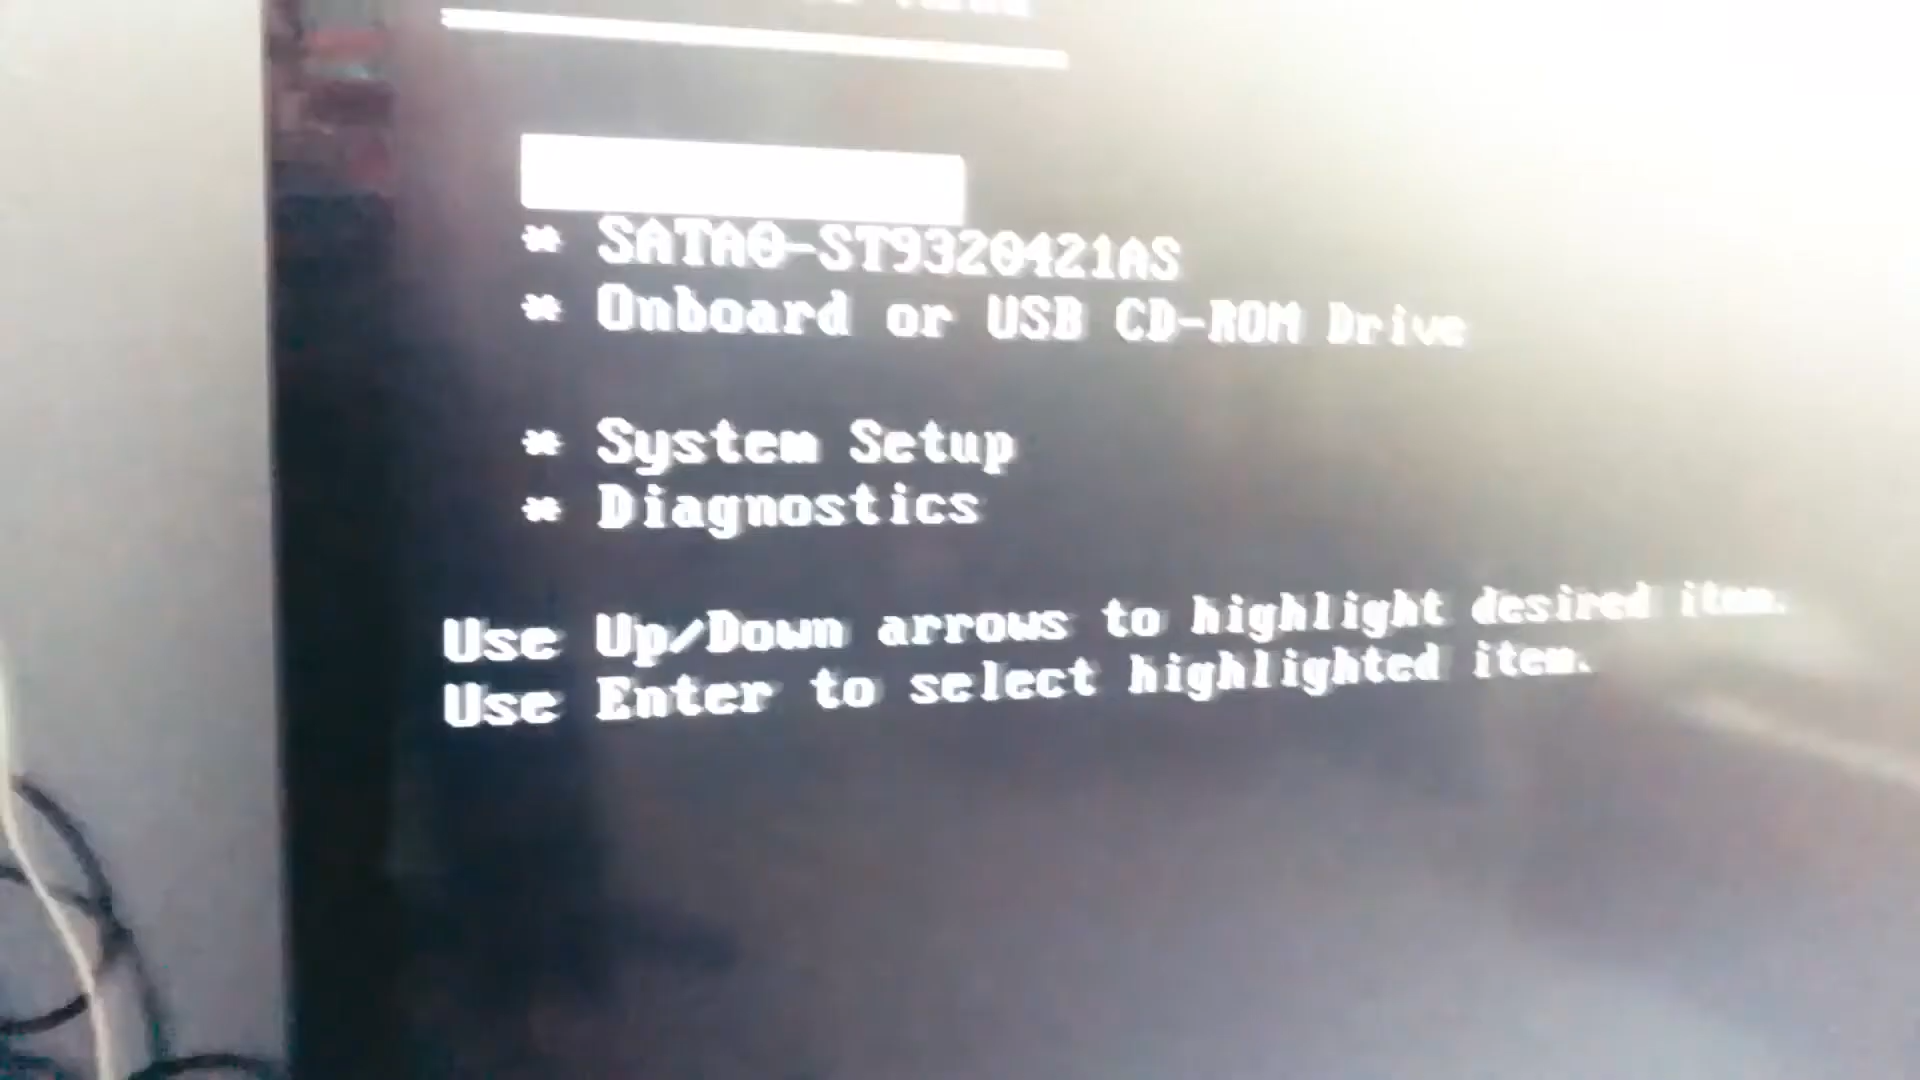 * SATA0-ST9320421AS
* Onboard or USB CD-ROM Drive
* System Setup
* Diagnostics
Use Up/Down arrows to highlight desired item.
Use Enter to select highlighted item.